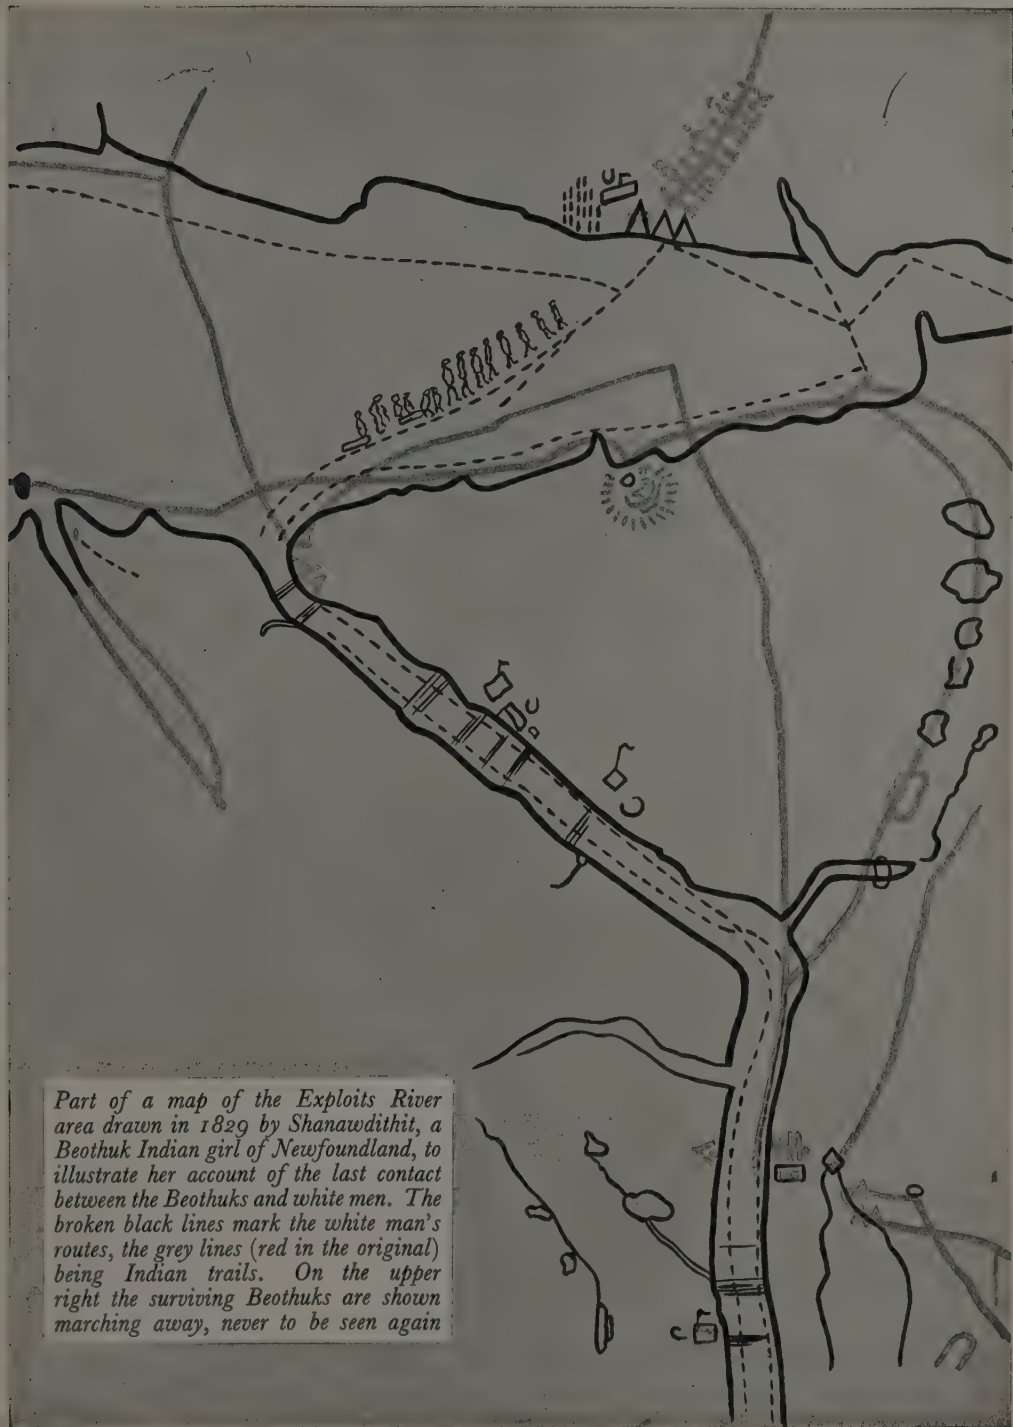 Part of a map of the Exploits River
area drawn in 1829 by Shanawdithit, a
Beothuk Indian girl of Newfoundland, to
illustrate her account of the last contact
between the Beothuks and white men. The
broken black lines mark the white man's
routes, the grey lines (red in the original)
being Indian trails. On the upper
right the surviving Beothuks are shown
marching away, never to be seen again